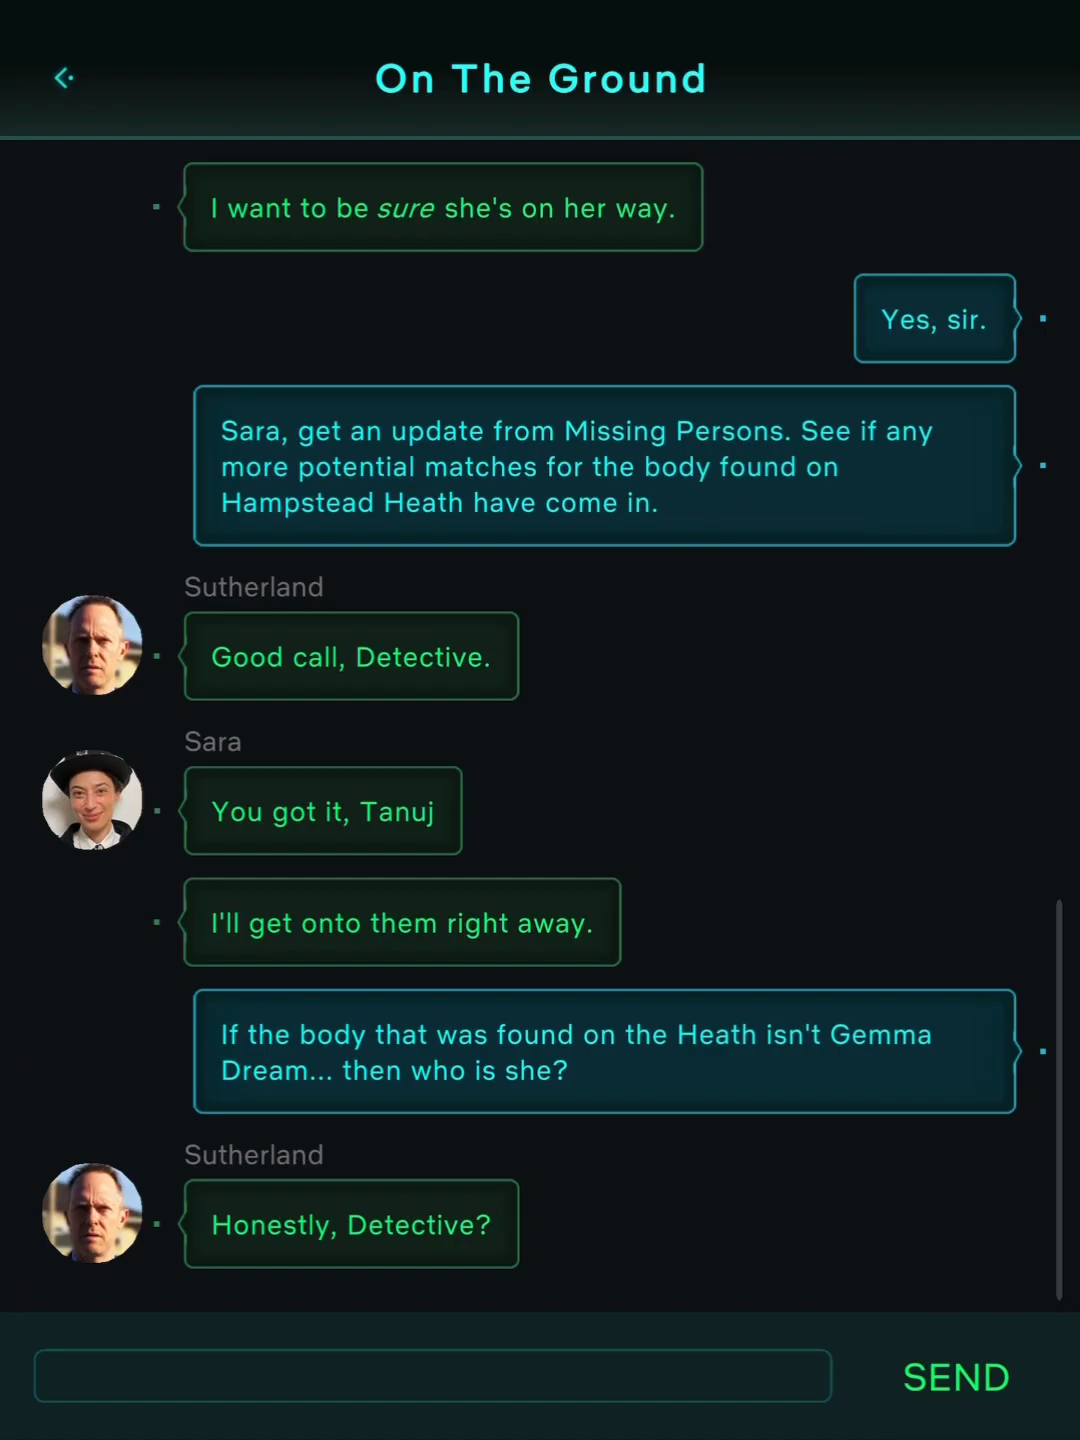 On The Ground
I want to be sure she's on her way.
Yes, sir.
Sara, get an update from Missing Persons. See if any
more potential matches for the body found on
Hampstead Heath have come in.
Sutherland
Good call, Detective.
Sara
You got it, Tanuj
I'll get onto them right away.
If the body that was found on the Heath isn't Gemma
Dream... then who is she?
Sutherland
Honestly, Detective?
SEND